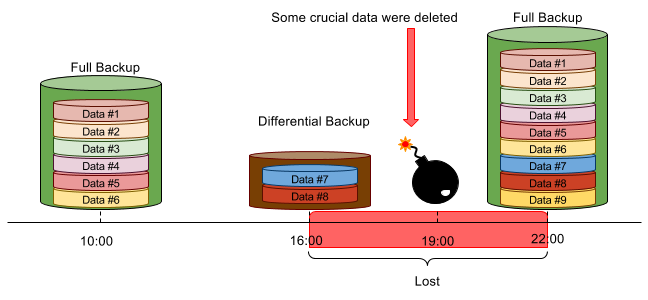 Some crucial data were deleted
Full Backup
Full Backup
Differential Backup
Data #1
Data #2
Data #3
Data #4
Data #5
Data #6
Data #7
Data #8
Data #1
Data #2
Data #3
Data #4
Data #5
Data #6
Data #7
Data #8
Data #9
10:00
16:00
19:00
22:00
Lost